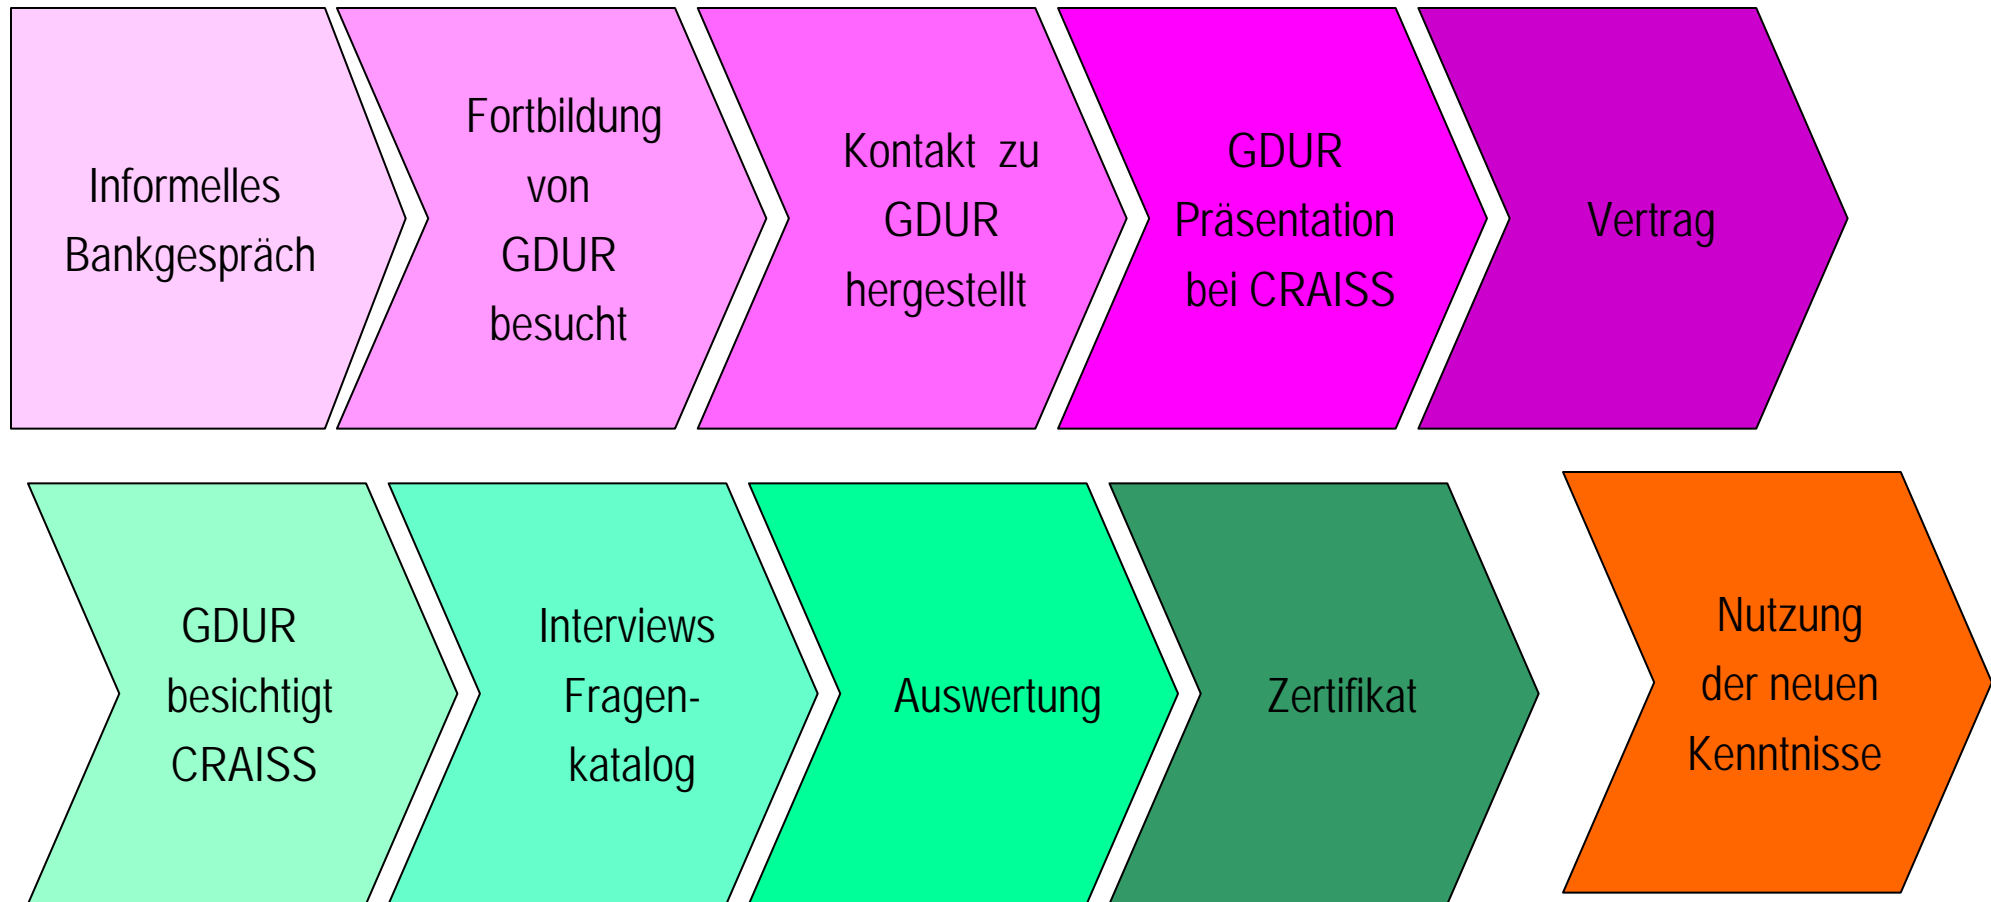 Informelles
Bankgespräch
Fortbildung
von
GDUR
besucht
Kontakt zu
GDUR
hergestellt
GDUR
Präsentation
bei CRAISS
Vertrag
GDUR
besichtigt
CRAISS
Interviews
Fragen-
katalog
Auswertung
Zertifikat
Nutzung
der neuen
Kenntnisse